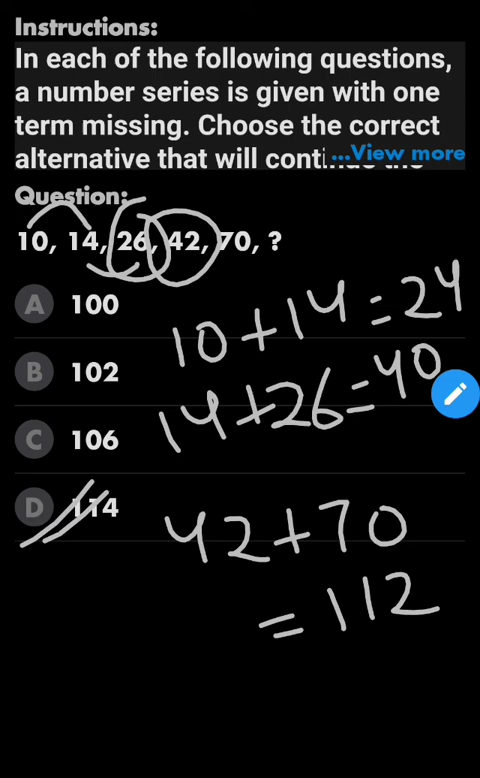 Instructions:
In each of the following questions,
a number series is given with one
term missing. Choose the correct
alternative that will conti
...View more
Question:
10, 14, 26, 42, 70, ?
A 100
10+14=24
B 102
14+26=40
C 106
D 114
42+70
=112